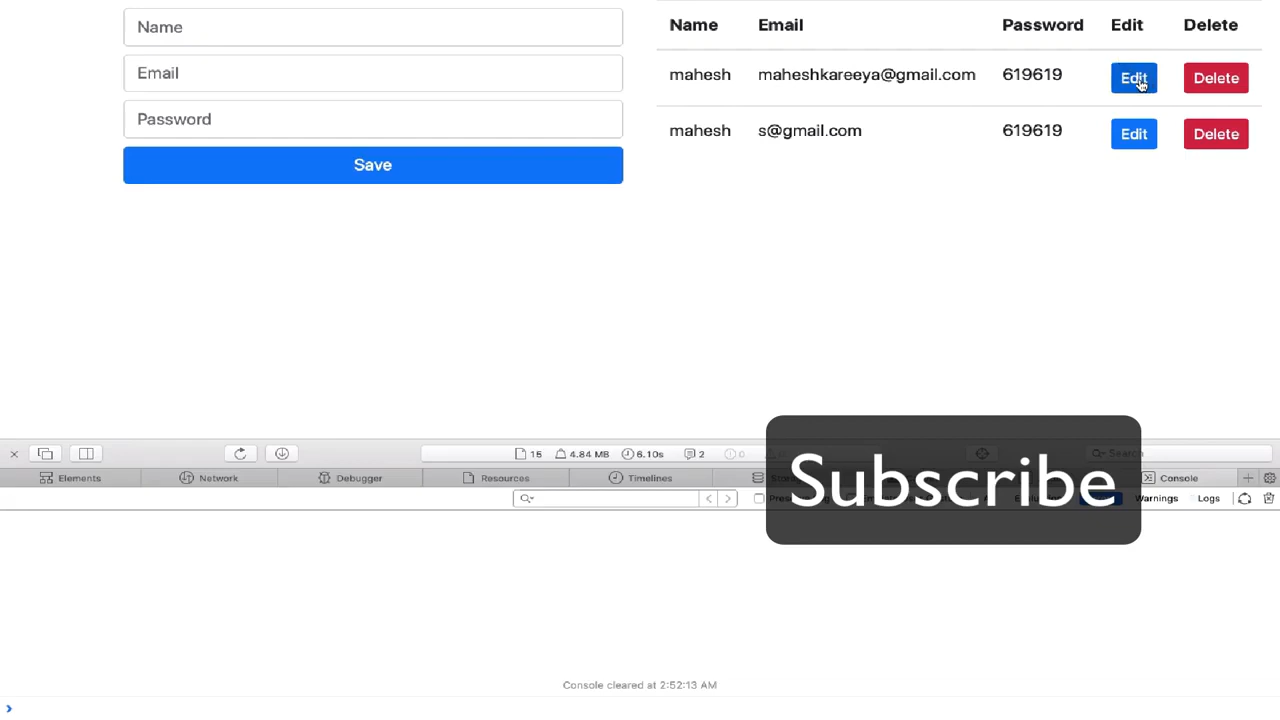 Name Email Password Edit Delete
Name
mahesh maheshkareeya@gmail.com 619619 Edit Delete
Email
Password
mahesh s@gmail.com 619619 Edit Delete
Save
15 4.84 MB 6.10s 2 0 Search
Elements Network Debugger Resources Timelines Console
Warnings Logs
Subscribe
Console cleared at 2:52:13 AM